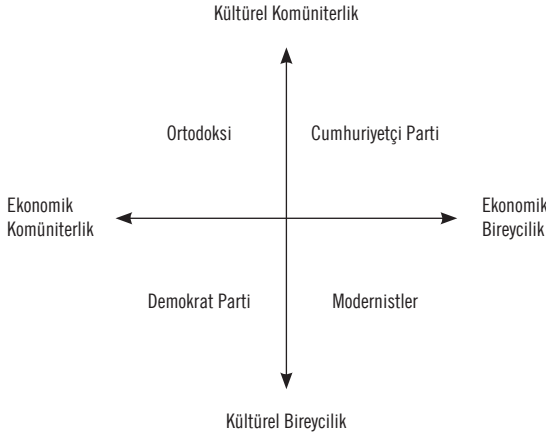 Kültürel Komüniterlik
Ortodoksi
Cumhuriyetçi Parti
Ekonomik
Komüniterlik
Ekonomik
Bireycilik
Demokrat Parti
Modernistler
Kültürel Bireycilik